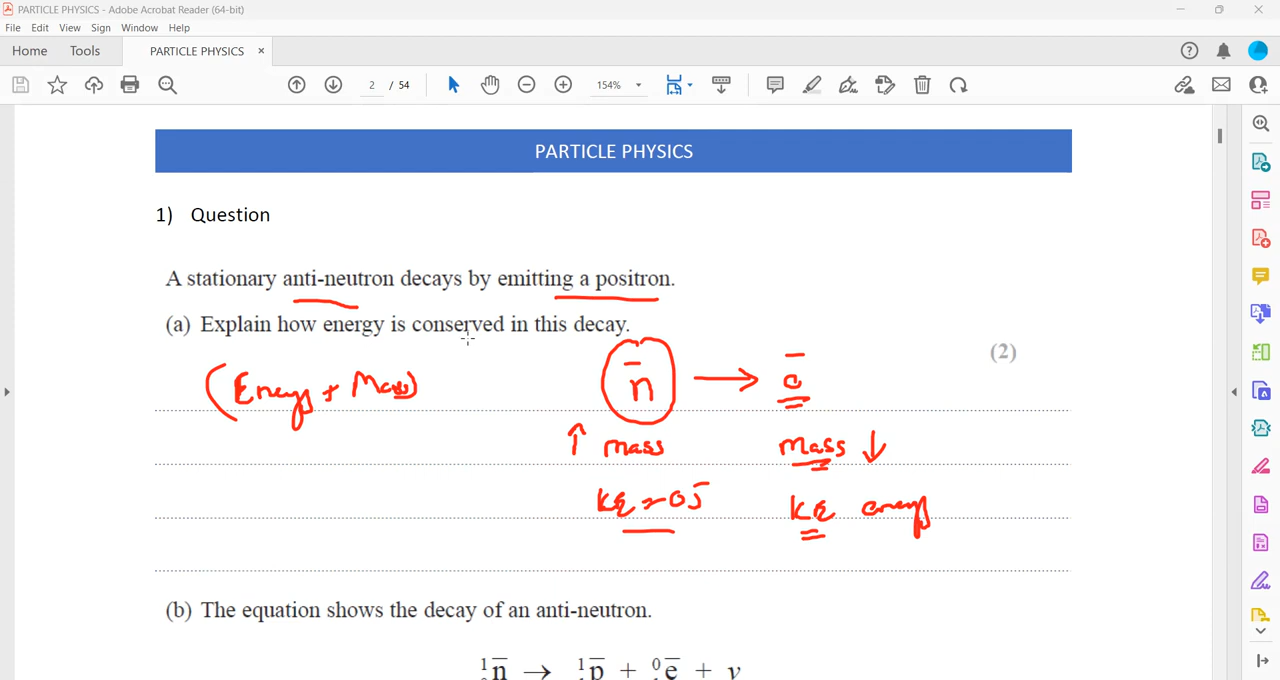 PARTICLE PHYSICS - Adobe Acrobat Reader (64-bit)
File Edit View Sign Window Help
Home Tools PARTICLE PHYSICS ×
2 / 54 154%
PARTICLE PHYSICS
1) Question
A stationary anti-neutron decays by emitting a positron.
(a) Explain how energy is conserved in this decay.
(2)
(Energy + Mass)
n̅ → e̅
↑ mass mass ↓
KE = 0J KE energy
(b) The equation shows the decay of an anti-neutron.
¹n̅ → ¹p̅ + ⁰e̅ + ν